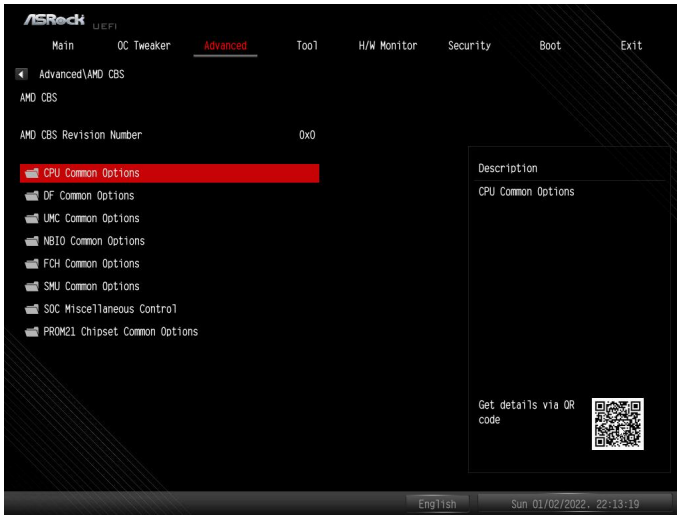 ASRock UEFI
Main OC Tweaker Advanced Tool H/W Monitor Security Boot Exit
Advanced\AMD CBS
AMD CBS
AMD CBS Revision Number 0x0
CPU Common Options
DF Common Options
UMC Common Options
NBIO Common Options
FCH Common Options
SMU Common Options
SOC Miscellaneous Control
PROM21 Chipset Common Options
Description
CPU Common Options
Get details via QR
code
English Sun 01/02/2022. 22:13:19